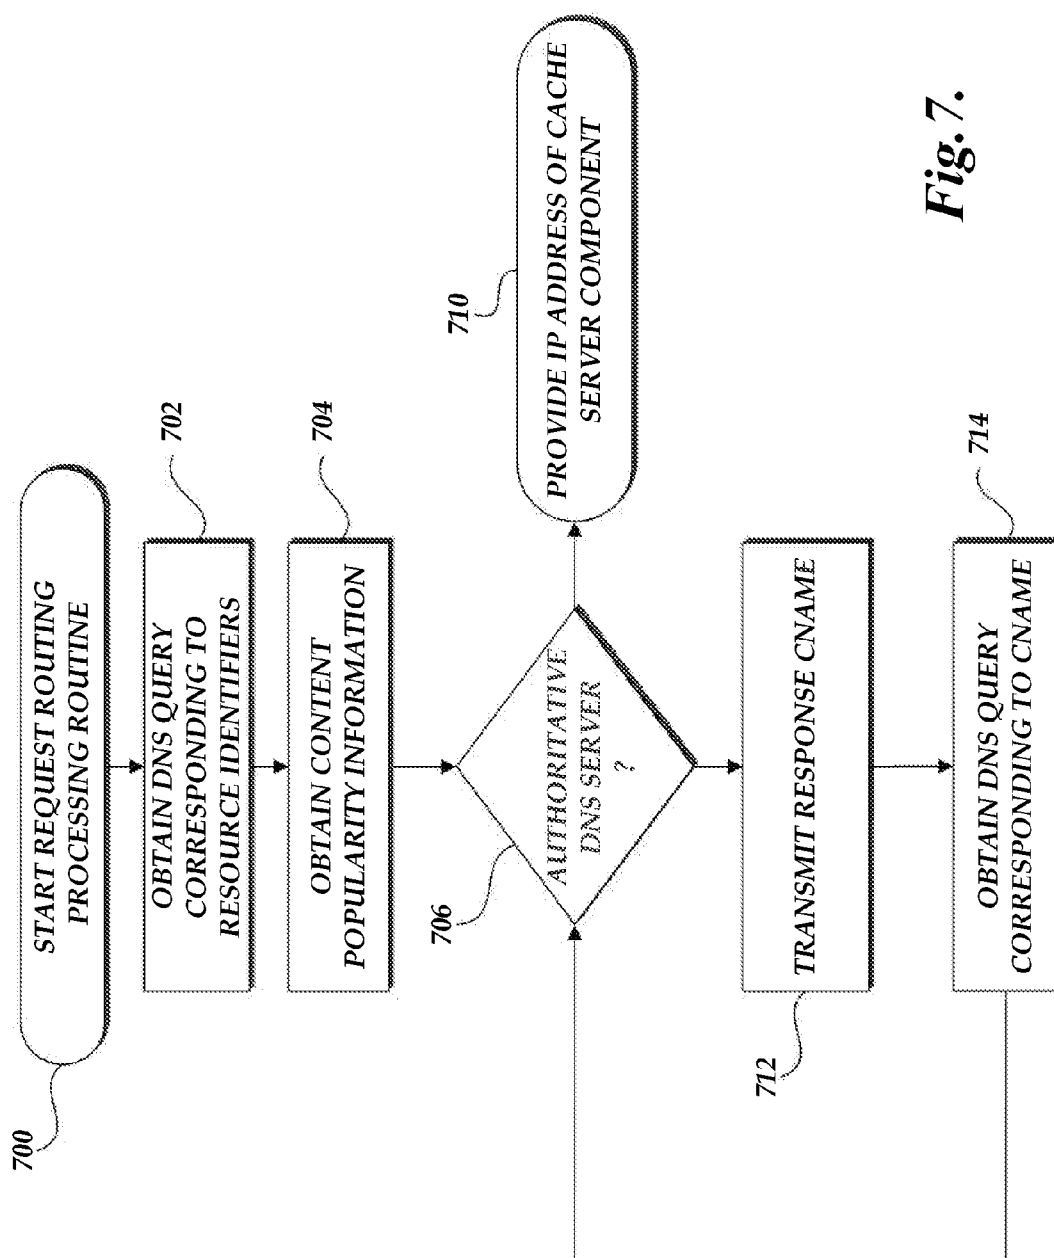 700
START REQUEST ROUTING
PROCESSING ROUTINE
702
OBTAIN DNS QUERY
CORRESPONDING TO
RESOURCE IDENTIFIERS
704
OBTAIN CONTENT
POPULARITY INFORMATION
706
AUTHORITATIVE
DNS SERVER
?
710
PROVIDE IP ADDRESS OF CACHE
SERVER COMPONENT
712
TRANSMIT RESPONSE CNAME
714
OBTAIN DNS QUERY
CORRESPONDING TO CNAME
Fig.7.